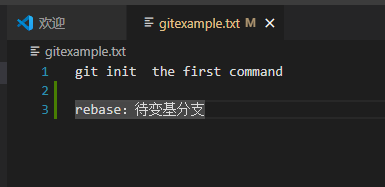 欢迎
gitexample.txt M
gitexample.txt
1 git init  the first command
2
3 rebase: 待变基分支